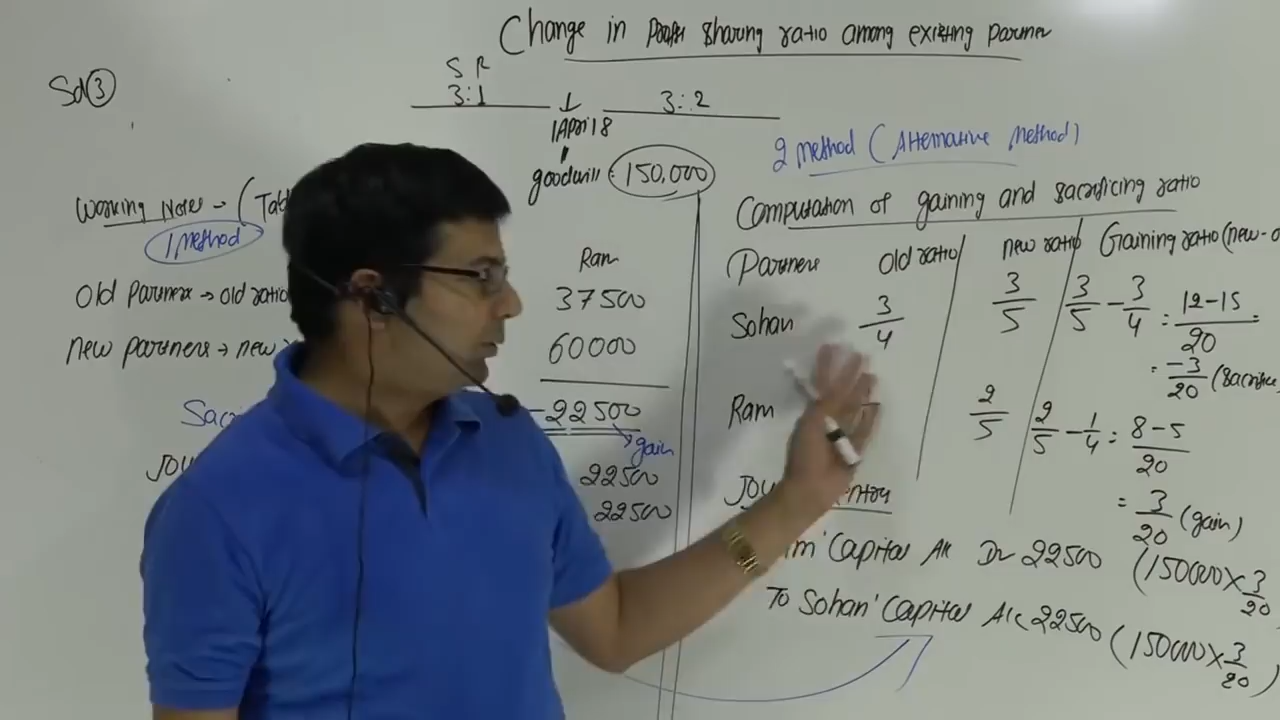 Change in Profit sharing ratio among existing partner
Sol ③
S R
3:1
3:2
1 April 18
goodwill : 150,000
Working Notes → (
1 Method
Ram
Old Partners → old ratio 37500
new partners → new 60000
-22500
gain
22500
22500
2 method (Alternative Method)
Computation of gaining and sacrificing ratio
Partners old ratio new ratio Gaining ratio (new-
Sohan 3/4 3/5 3/5 - 3/4 = 12-15/20 =
= -3/20 (sacrifice
Ram 2/5 2/5 - 1/4 = 8-5/20
= 3/20 (gain)
Capital A/c Dr 22500 (150000 × 3/20
To Sohan' Capital A/c 22500 (150000 × 3/20)